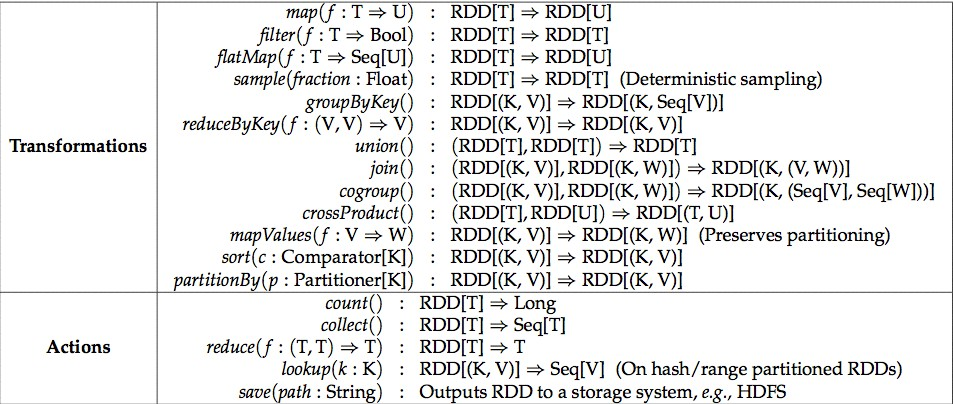 Transformations
map(f : T ⇒ U) : RDD[T] ⇒ RDD[U]
filter(f : T ⇒ Bool) : RDD[T] ⇒ RDD[T]
flatMap(f : T ⇒ Seq[U]) : RDD[T] ⇒ RDD[U]
sample(fraction : Float) : RDD[T] ⇒ RDD[T] (Deterministic sampling)
groupByKey() : RDD[(K, V)] ⇒ RDD[(K, Seq[V])]
reduceByKey(f : (V, V) ⇒ V) : RDD[(K, V)] ⇒ RDD[(K, V)]
union() : (RDD[T], RDD[T]) ⇒ RDD[T]
join() : (RDD[(K, V)], RDD[(K, W)]) ⇒ RDD[(K, (V, W))]
cogroup() : (RDD[(K, V)], RDD[(K, W)]) ⇒ RDD[(K, (Seq[V], Seq[W]))]
crossProduct() : (RDD[T], RDD[U]) ⇒ RDD[(T, U)]
mapValues(f : V ⇒ W) : RDD[(K, V)] ⇒ RDD[(K, W)] (Preserves partitioning)
sort(c : Comparator[K]) : RDD[(K, V)] ⇒ RDD[(K, V)]
partitionBy(p : Partitioner[K]) : RDD[(K, V)] ⇒ RDD[(K, V)]
Actions
count() : RDD[T] ⇒ Long
collect() : RDD[T] ⇒ Seq[T]
reduce(f : (T, T) ⇒ T) : RDD[T] ⇒ T
lookup(k : K) : RDD[(K, V)] ⇒ Seq[V] (On hash/range partitioned RDDs)
save(path : String) : Outputs RDD to a storage system, e.g., HDFS